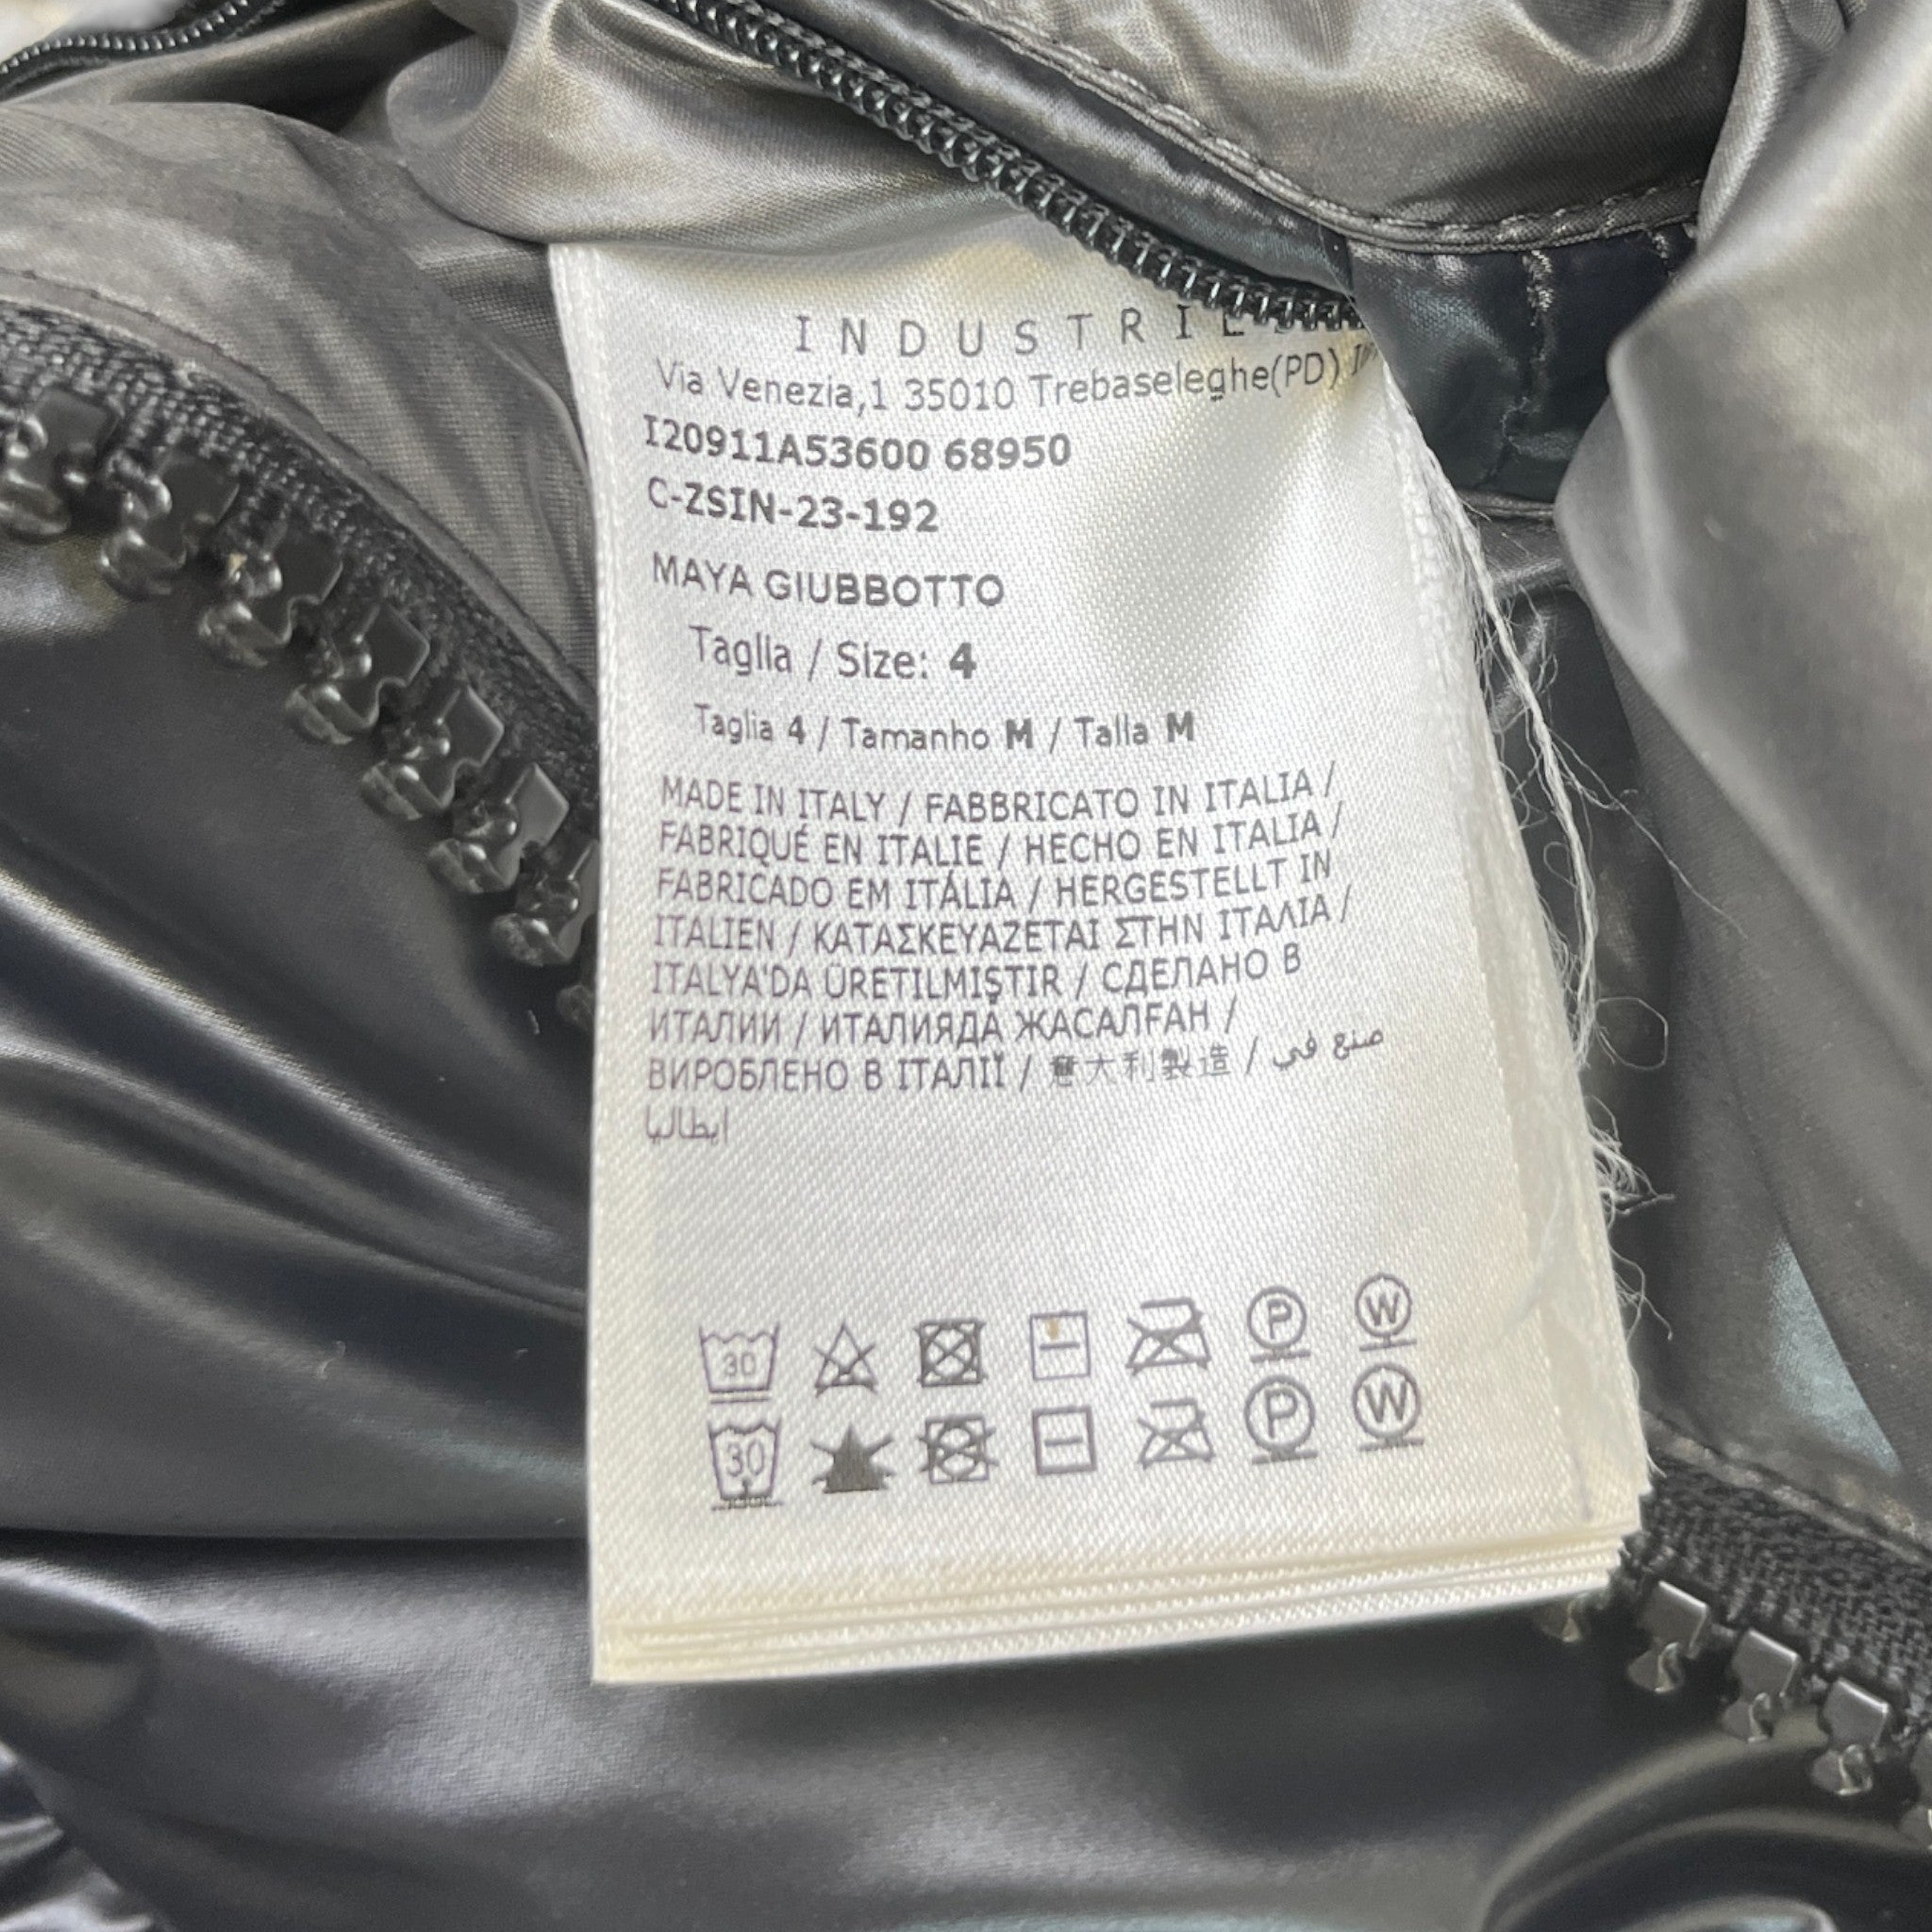 INDUSTRIES
Via Venezia,1 35010 Trebaseleghe(PD)
I20911A53600 68950
C-ZSIN-23-192
MAYA GIUBBOTTO
Taglia / Size: 4
Taglia 4 / Tamanho M / Talla M
MADE IN ITALY / FABBRICATO IN ITALIA /
FABRIQUÉ EN ITALIE / HECHO EN ITALIA /
FABRICADO EM ITÁLIA / HERGESTELLT IN
ITALIEN / ΚΑΤΑΣΚΕΥΑΖΕΤΑΙ ΣΤΗΝ ΙΤΑΛΙΑ /
ITALYA'DA ÜRETILMIŞTIR / СДЕЛАНО В
ИТАЛИИ / ИТАЛИЯДА ЖАСАЛҒАН /
ВИРОБЛЕНО В ІТАЛІЇ / 意大利製造 / صنع في
إيطاليا
30 P W
30 P W